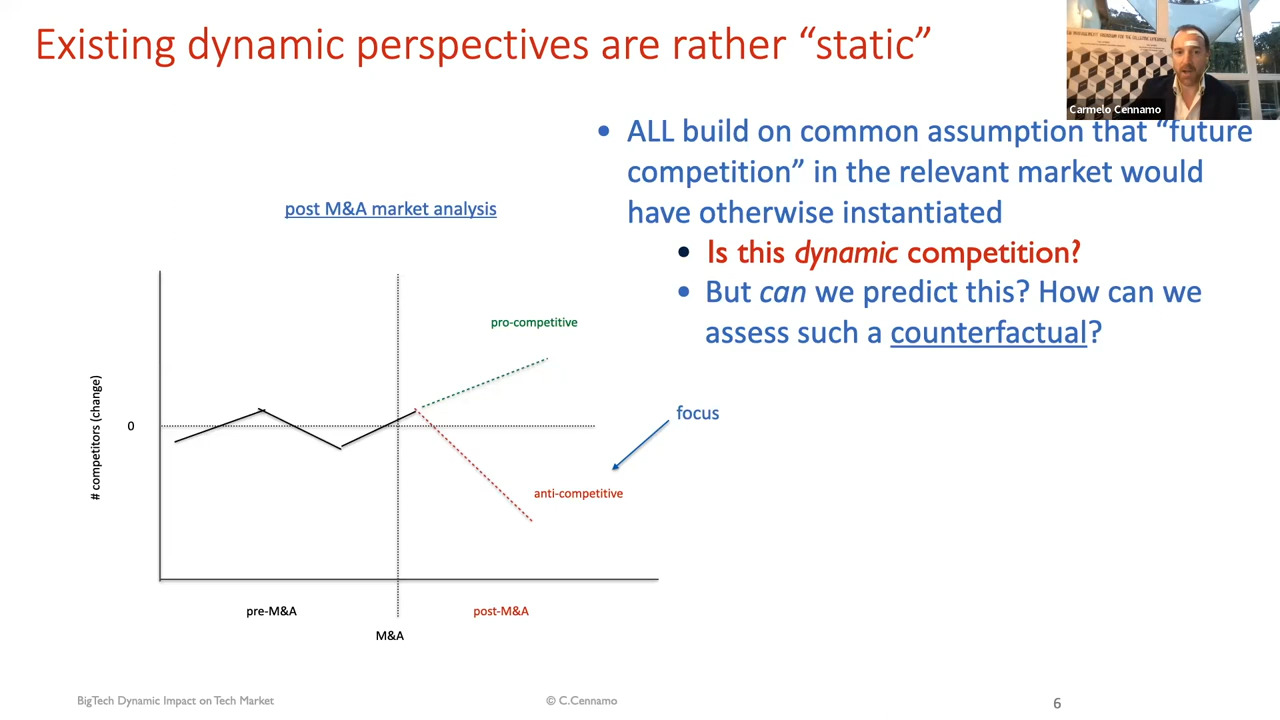 Existing dynamic perspectives are rather “static”
Carmelo Cennamo
• ALL build on common assumption that “future
competition” in the relevant market would
have otherwise instantiated
• Is this dynamic competition?
• But can we predict this? How can we
assess such a counterfactual?
post M&A market analysis
pro-competitive
# competitors (change)
0
focus
anti-competitive
pre-M&A
post-M&A
M&A
BigTech Dynamic Impact on Tech Market
© C.Cennamo
6